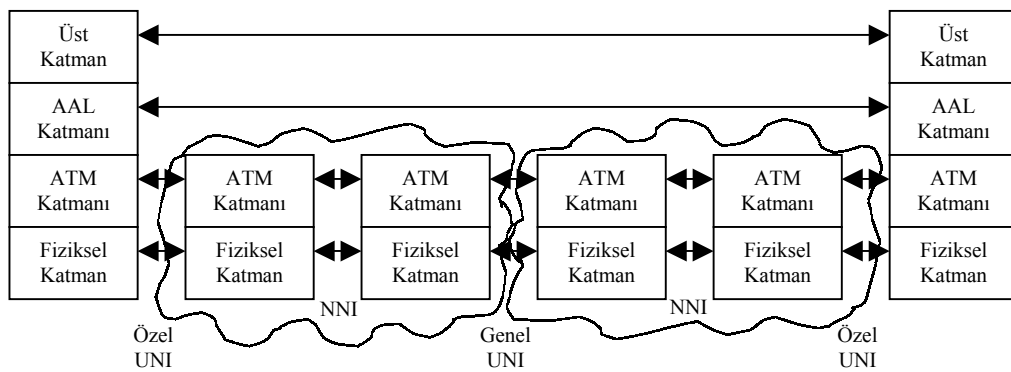 Üst
Katman
Üst
Katman
AAL
Katmanı
AAL
Katmanı
ATM
Katmanı
ATM
Katmanı
ATM
Katmanı
ATM
Katmanı
ATM
Katmanı
ATM
Katmanı
Fiziksel
Katman
Fiziksel
Katman
Fiziksel
Katman
Fiziksel
Katman
Fiziksel
Katman
Fiziksel
Katman
NNI
NNI
Özel
UNI
Genel
UNI
Özel
UNI